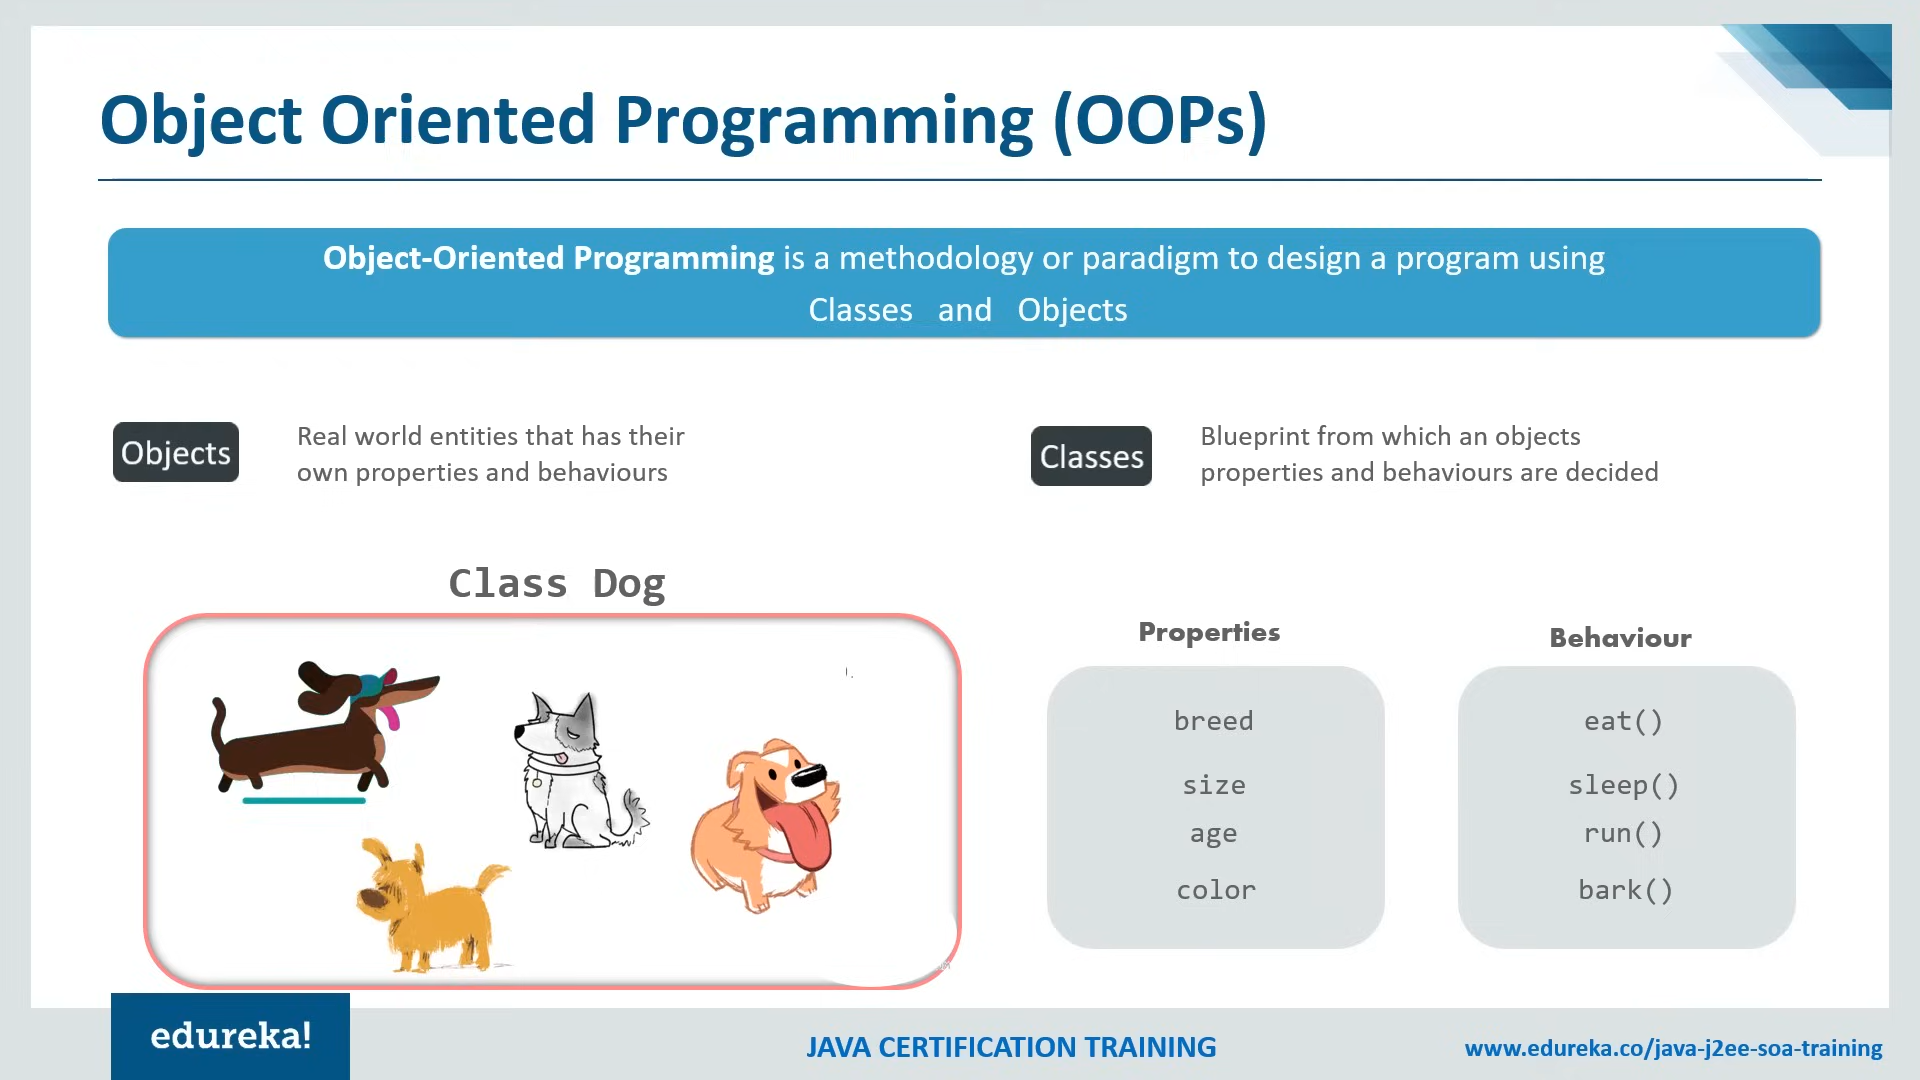 Object Oriented Programming (OOPs)
Object-Oriented Programming is a methodology or paradigm to design a program using
Classes and Objects
Objects
Real world entities that has their
own properties and behaviours
Classes
Blueprint from which an objects
properties and behaviours are decided
Class Dog
Properties
breed
size
age
color
Behaviour
eat()
sleep()
run()
bark()
edureka!
JAVA CERTIFICATION TRAINING
www.edureka.co/java-j2ee-soa-training